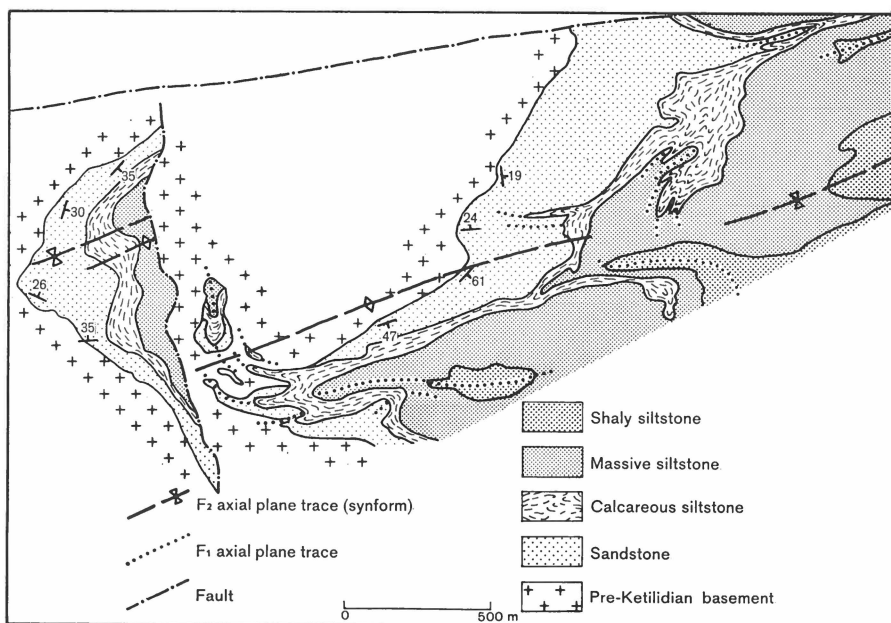 35
30
26
35
19
24
61
47
F2 axial plane trace (synform)
F1 axial plane trace
Fault
Shaly siltstone
Massive siltstone
Calcareous siltstone
Sandstone
Pre-Ketilidian basement
0 500 m